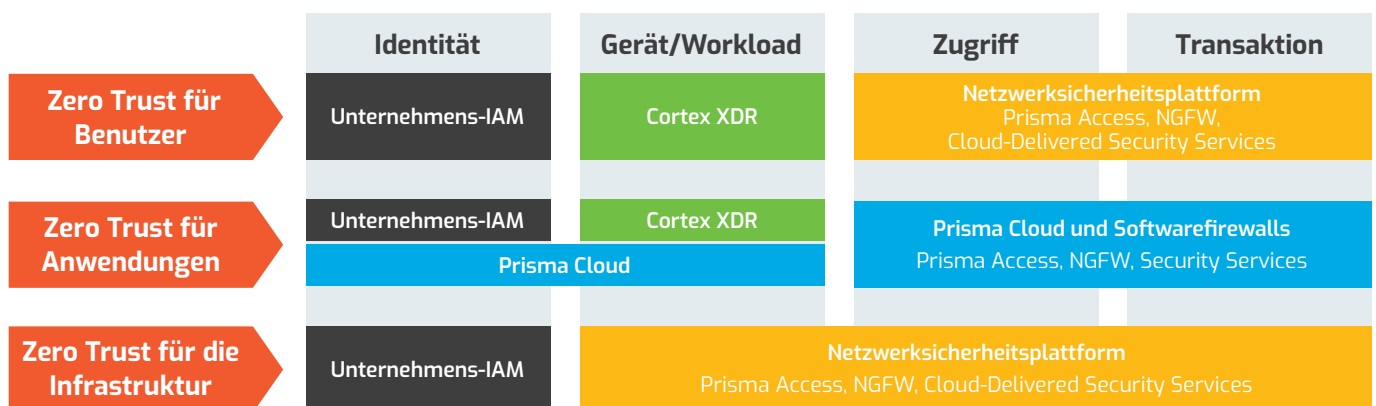 Identität
Gerät/Workload
Zugriff
Transaktion
Zero Trust für
Benutzer
Unternehmens-IAM
Cortex XDR
Netzwerksicherheitsplattform
Prisma Access, NGFW,
Cloud-Delivered Security Services
Zero Trust für
Anwendungen
Unternehmens-IAM
Cortex XDR
Prisma Cloud
Prisma Cloud und Softwarefirewalls
Prisma Access, NGFW, Security Services
Zero Trust für die
Infrastruktur
Unternehmens-IAM
Netzwerksicherheitsplattform
Prisma Access, NGFW, Cloud-Delivered Security Services